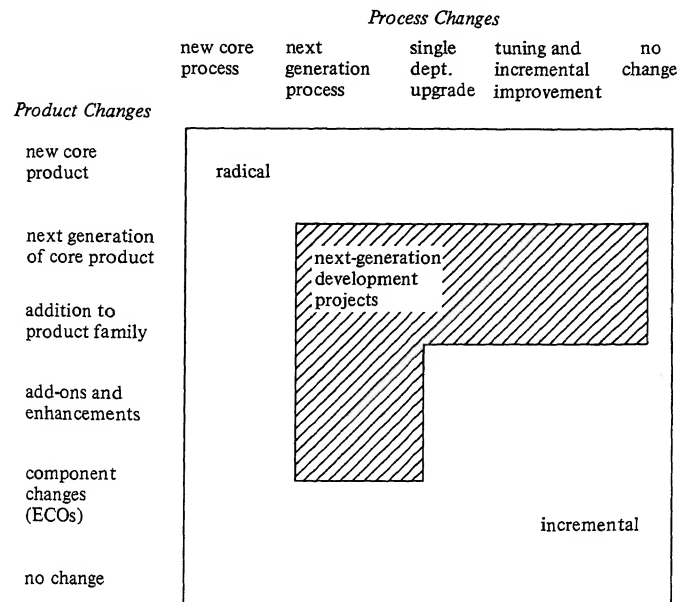 Process Changes
new core
process
next
generation
process
single
dept.
upgrade
tuning and
incremental
improvement
no
change
Product Changes
new core
product
radical
next generation
of core product
next-generation
development
projects
addition to
product family
add-ons and
enhancements
component
changes
(ECOs)
incremental
no change